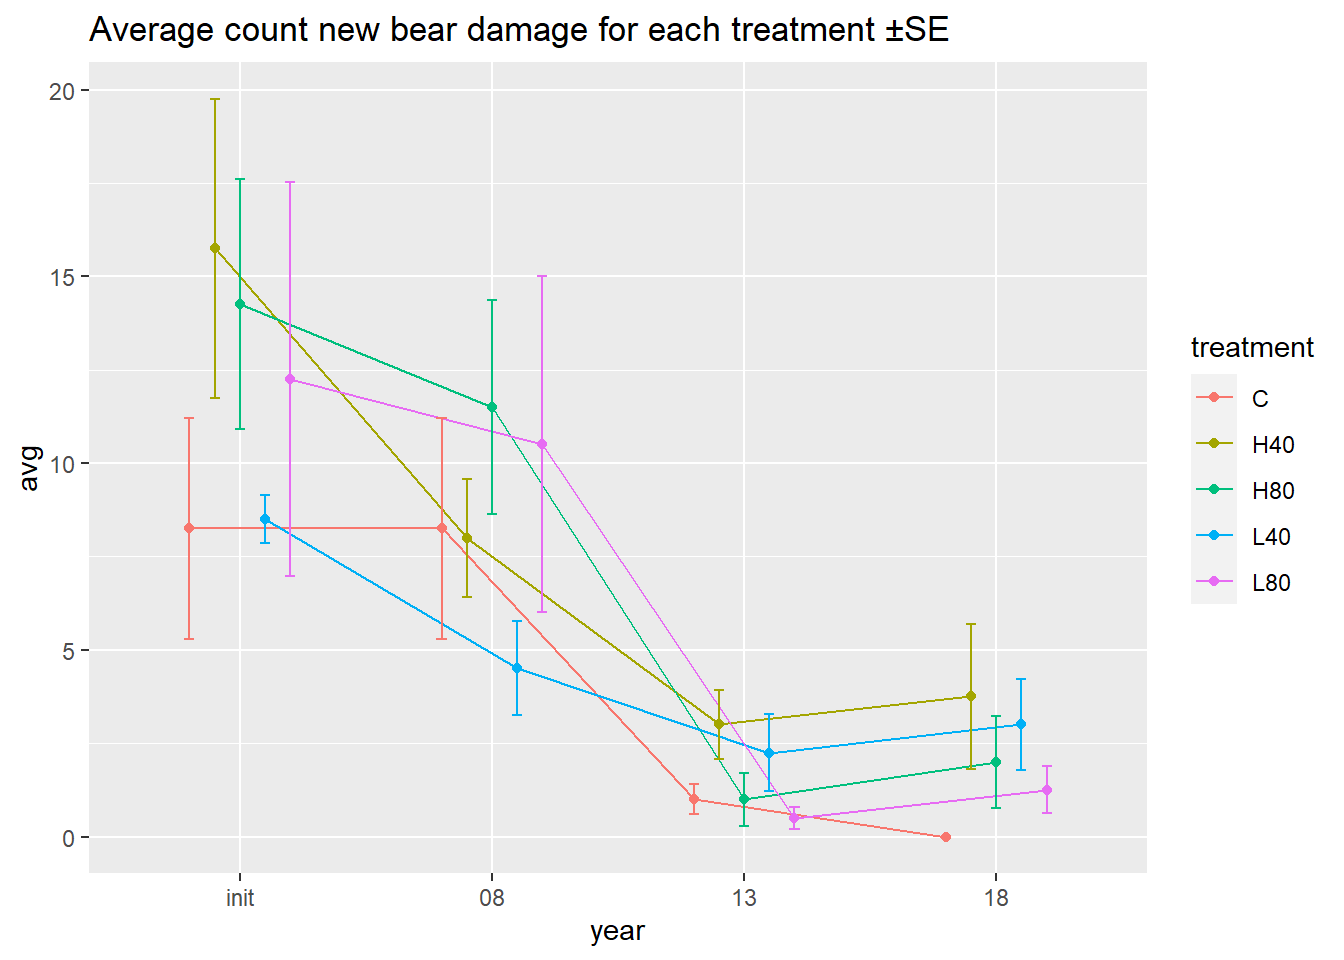 Average count new bear damage for each treatment ±SE
avg
20
15
10
5
0
init 08 13 18
year
treatment
C
H40
H80
L40
L80